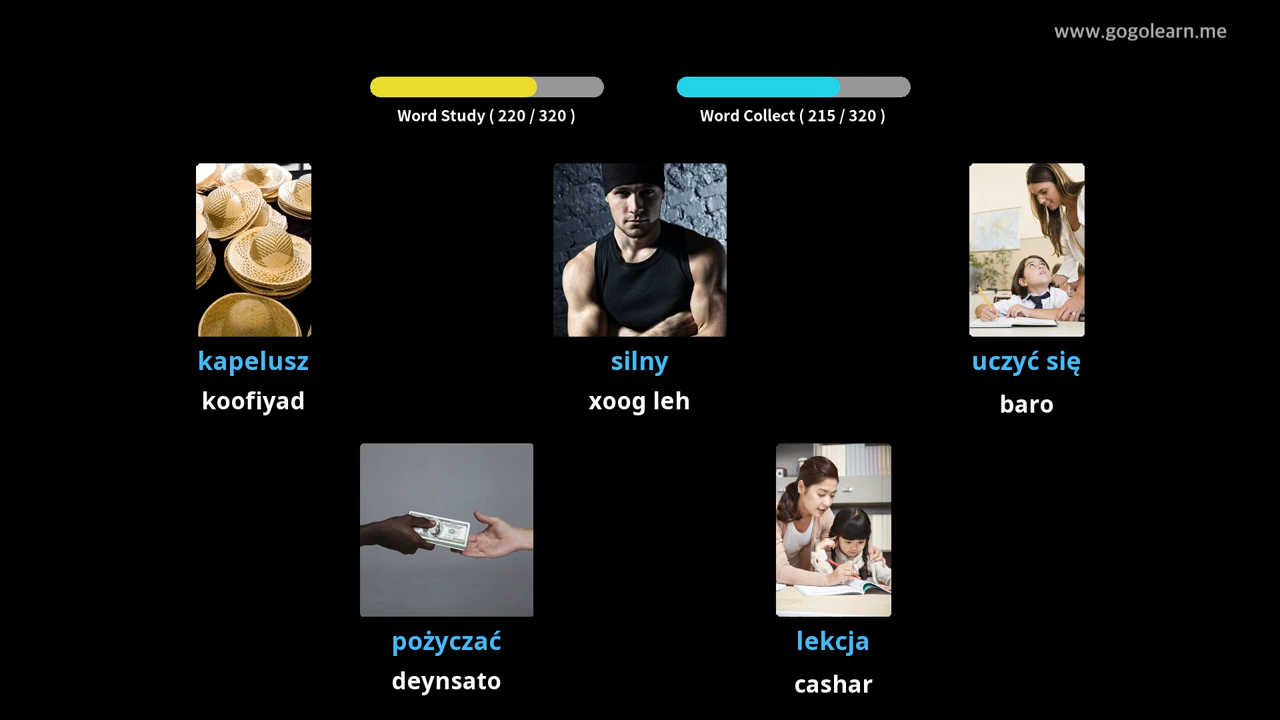 www.gogolearn.me
Word Study ( 220 / 320 )
Word Collect ( 215 / 320 )
kapelusz
koofiyad
silny
xoog leh
uczyć się
baro
pożyczać
deynsato
lekcja
cashar